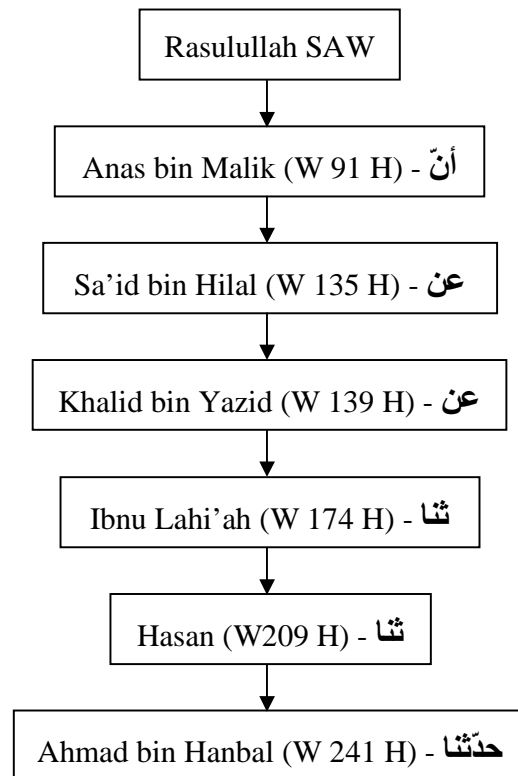 Rasulullah SAW
Anas bin Malik (W 91 H) - أنّ
Sa’id bin Hilal (W 135 H) - عن
Khalid bin Yazid (W 139 H) - عن
Ibnu Lahi’ah (W 174 H) - ثنا
Hasan (W209 H) - ثنا
Ahmad bin Hanbal (W 241 H) - حدّثنا